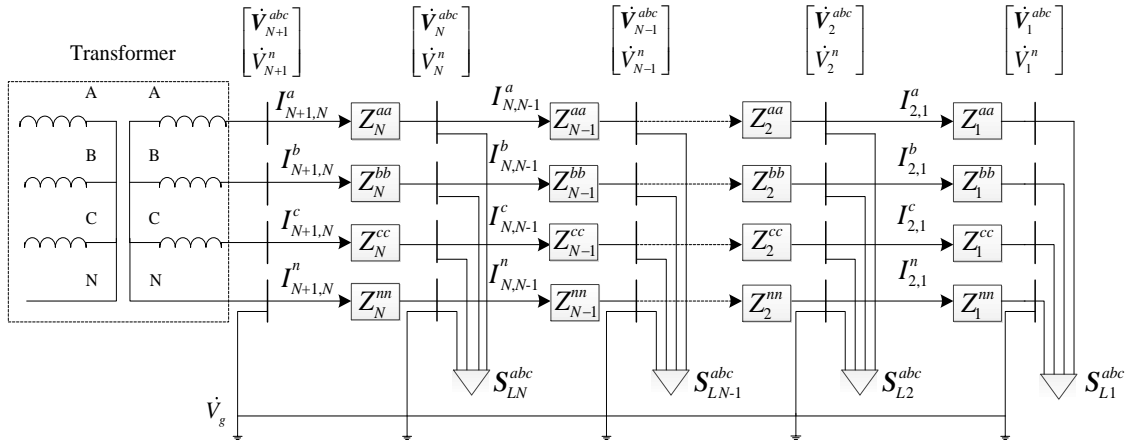 Transformer
A A
B B
C C
N N
[V̇_{N+1}^{abc} V̇_{N+1}^{n}]
[V̇_N^{abc} V̇_N^{n}]
[V̇_{N-1}^{abc} V̇_{N-1}^{n}]
[V̇_2^{abc} V̇_2^{n}]
[V̇_1^{abc} V̇_1^{n}]
I_{N+1,N}^{a} Z_N^{aa} I_{N,N-1}^{a} Z_{N-1}^{aa} Z_2^{aa} I_{2,1}^{a} Z_1^{aa}
I_{N+1,N}^{b} Z_N^{bb} I_{N,N-1}^{b} Z_{N-1}^{bb} Z_2^{bb} I_{2,1}^{b} Z_1^{bb}
I_{N+1,N}^{c} Z_N^{cc} I_{N,N-1}^{c} Z_{N-1}^{cc} Z_2^{cc} I_{2,1}^{c} Z_1^{cc}
I_{N+1,N}^{n} Z_N^{nn} I_{N,N-1}^{n} Z_{N-1}^{nn} Z_2^{nn} I_{2,1}^{n} Z_1^{nn}
S_{LN}^{abc} S_{LN-1}^{abc} S_{L2}^{abc} S_{L1}^{abc}
V̇_g